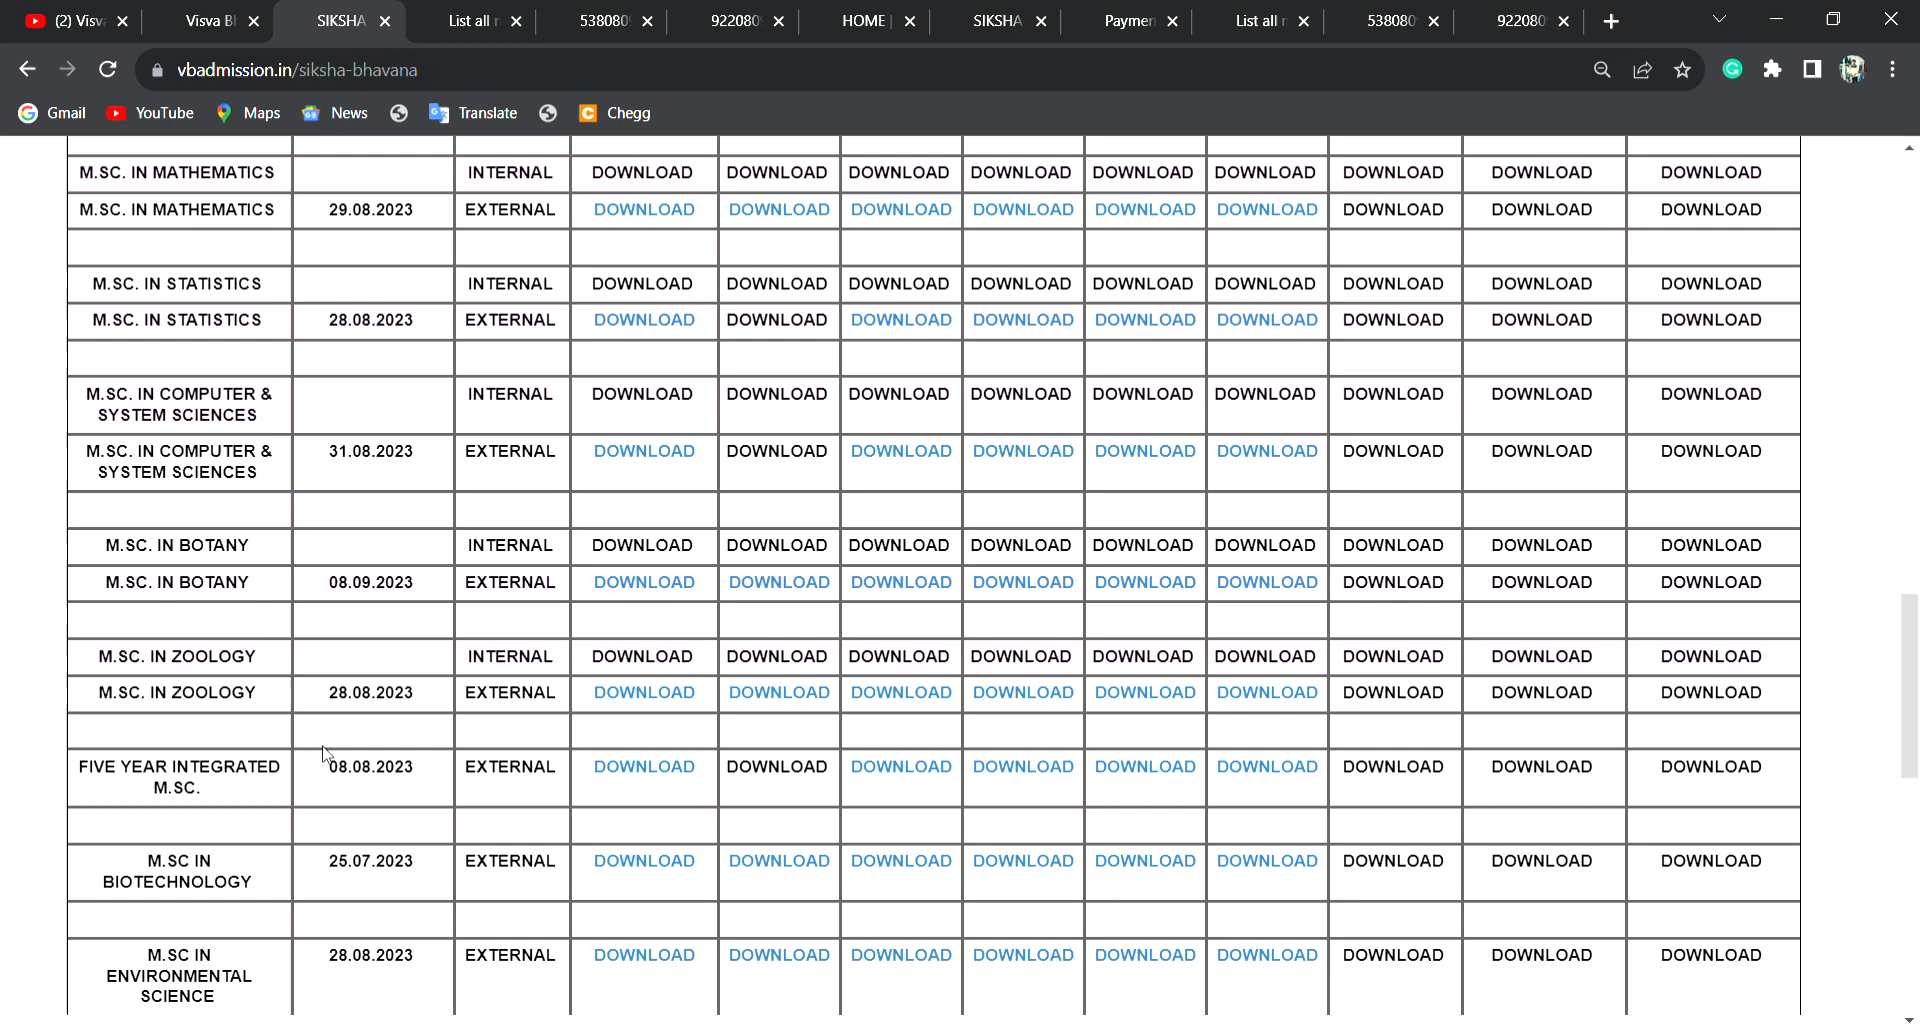 (2) Visv Visva B SIKSHA List all 53808 92208 HOME SIKSHA Paymen List all 53808 92208
vbadmission.in/siksha-bhavana
Gmail YouTube Maps News Translate Chegg
M.SC. IN MATHEMATICS INTERNAL DOWNLOAD DOWNLOAD DOWNLOAD DOWNLOAD DOWNLOAD DOWNLOAD DOWNLOAD DOWNLOAD DOWNLOAD
M.SC. IN MATHEMATICS 29.08.2023 EXTERNAL DOWNLOAD DOWNLOAD DOWNLOAD DOWNLOAD DOWNLOAD DOWNLOAD DOWNLOAD DOWNLOAD DOWNLOAD
M.SC. IN STATISTICS INTERNAL DOWNLOAD DOWNLOAD DOWNLOAD DOWNLOAD DOWNLOAD DOWNLOAD DOWNLOAD DOWNLOAD DOWNLOAD
M.SC. IN STATISTICS 28.08.2023 EXTERNAL DOWNLOAD DOWNLOAD DOWNLOAD DOWNLOAD DOWNLOAD DOWNLOAD DOWNLOAD DOWNLOAD DOWNLOAD
M.SC. IN COMPUTER & INTERNAL DOWNLOAD DOWNLOAD DOWNLOAD DOWNLOAD DOWNLOAD DOWNLOAD DOWNLOAD DOWNLOAD DOWNLOAD
SYSTEM SCIENCES
M.SC. IN COMPUTER & 31.08.2023 EXTERNAL DOWNLOAD DOWNLOAD DOWNLOAD DOWNLOAD DOWNLOAD DOWNLOAD DOWNLOAD DOWNLOAD DOWNLOAD
SYSTEM SCIENCES
M.SC. IN BOTANY INTERNAL DOWNLOAD DOWNLOAD DOWNLOAD DOWNLOAD DOWNLOAD DOWNLOAD DOWNLOAD DOWNLOAD DOWNLOAD
M.SC. IN BOTANY 08.09.2023 EXTERNAL DOWNLOAD DOWNLOAD DOWNLOAD DOWNLOAD DOWNLOAD DOWNLOAD DOWNLOAD DOWNLOAD DOWNLOAD
M.SC. IN ZOOLOGY INTERNAL DOWNLOAD DOWNLOAD DOWNLOAD DOWNLOAD DOWNLOAD DOWNLOAD DOWNLOAD DOWNLOAD DOWNLOAD
M.SC. IN ZOOLOGY 28.08.2023 EXTERNAL DOWNLOAD DOWNLOAD DOWNLOAD DOWNLOAD DOWNLOAD DOWNLOAD DOWNLOAD DOWNLOAD DOWNLOAD
FIVE YEAR INTEGRATED 08.08.2023 EXTERNAL DOWNLOAD DOWNLOAD DOWNLOAD DOWNLOAD DOWNLOAD DOWNLOAD DOWNLOAD DOWNLOAD DOWNLOAD
M.SC.
M.SC IN 25.07.2023 EXTERNAL DOWNLOAD DOWNLOAD DOWNLOAD DOWNLOAD DOWNLOAD DOWNLOAD DOWNLOAD DOWNLOAD DOWNLOAD
BIOTECHNOLOGY
M.SC IN 28.08.2023 EXTERNAL DOWNLOAD DOWNLOAD DOWNLOAD DOWNLOAD DOWNLOAD DOWNLOAD DOWNLOAD DOWNLOAD DOWNLOAD
ENVIRONMENTAL
SCIENCE